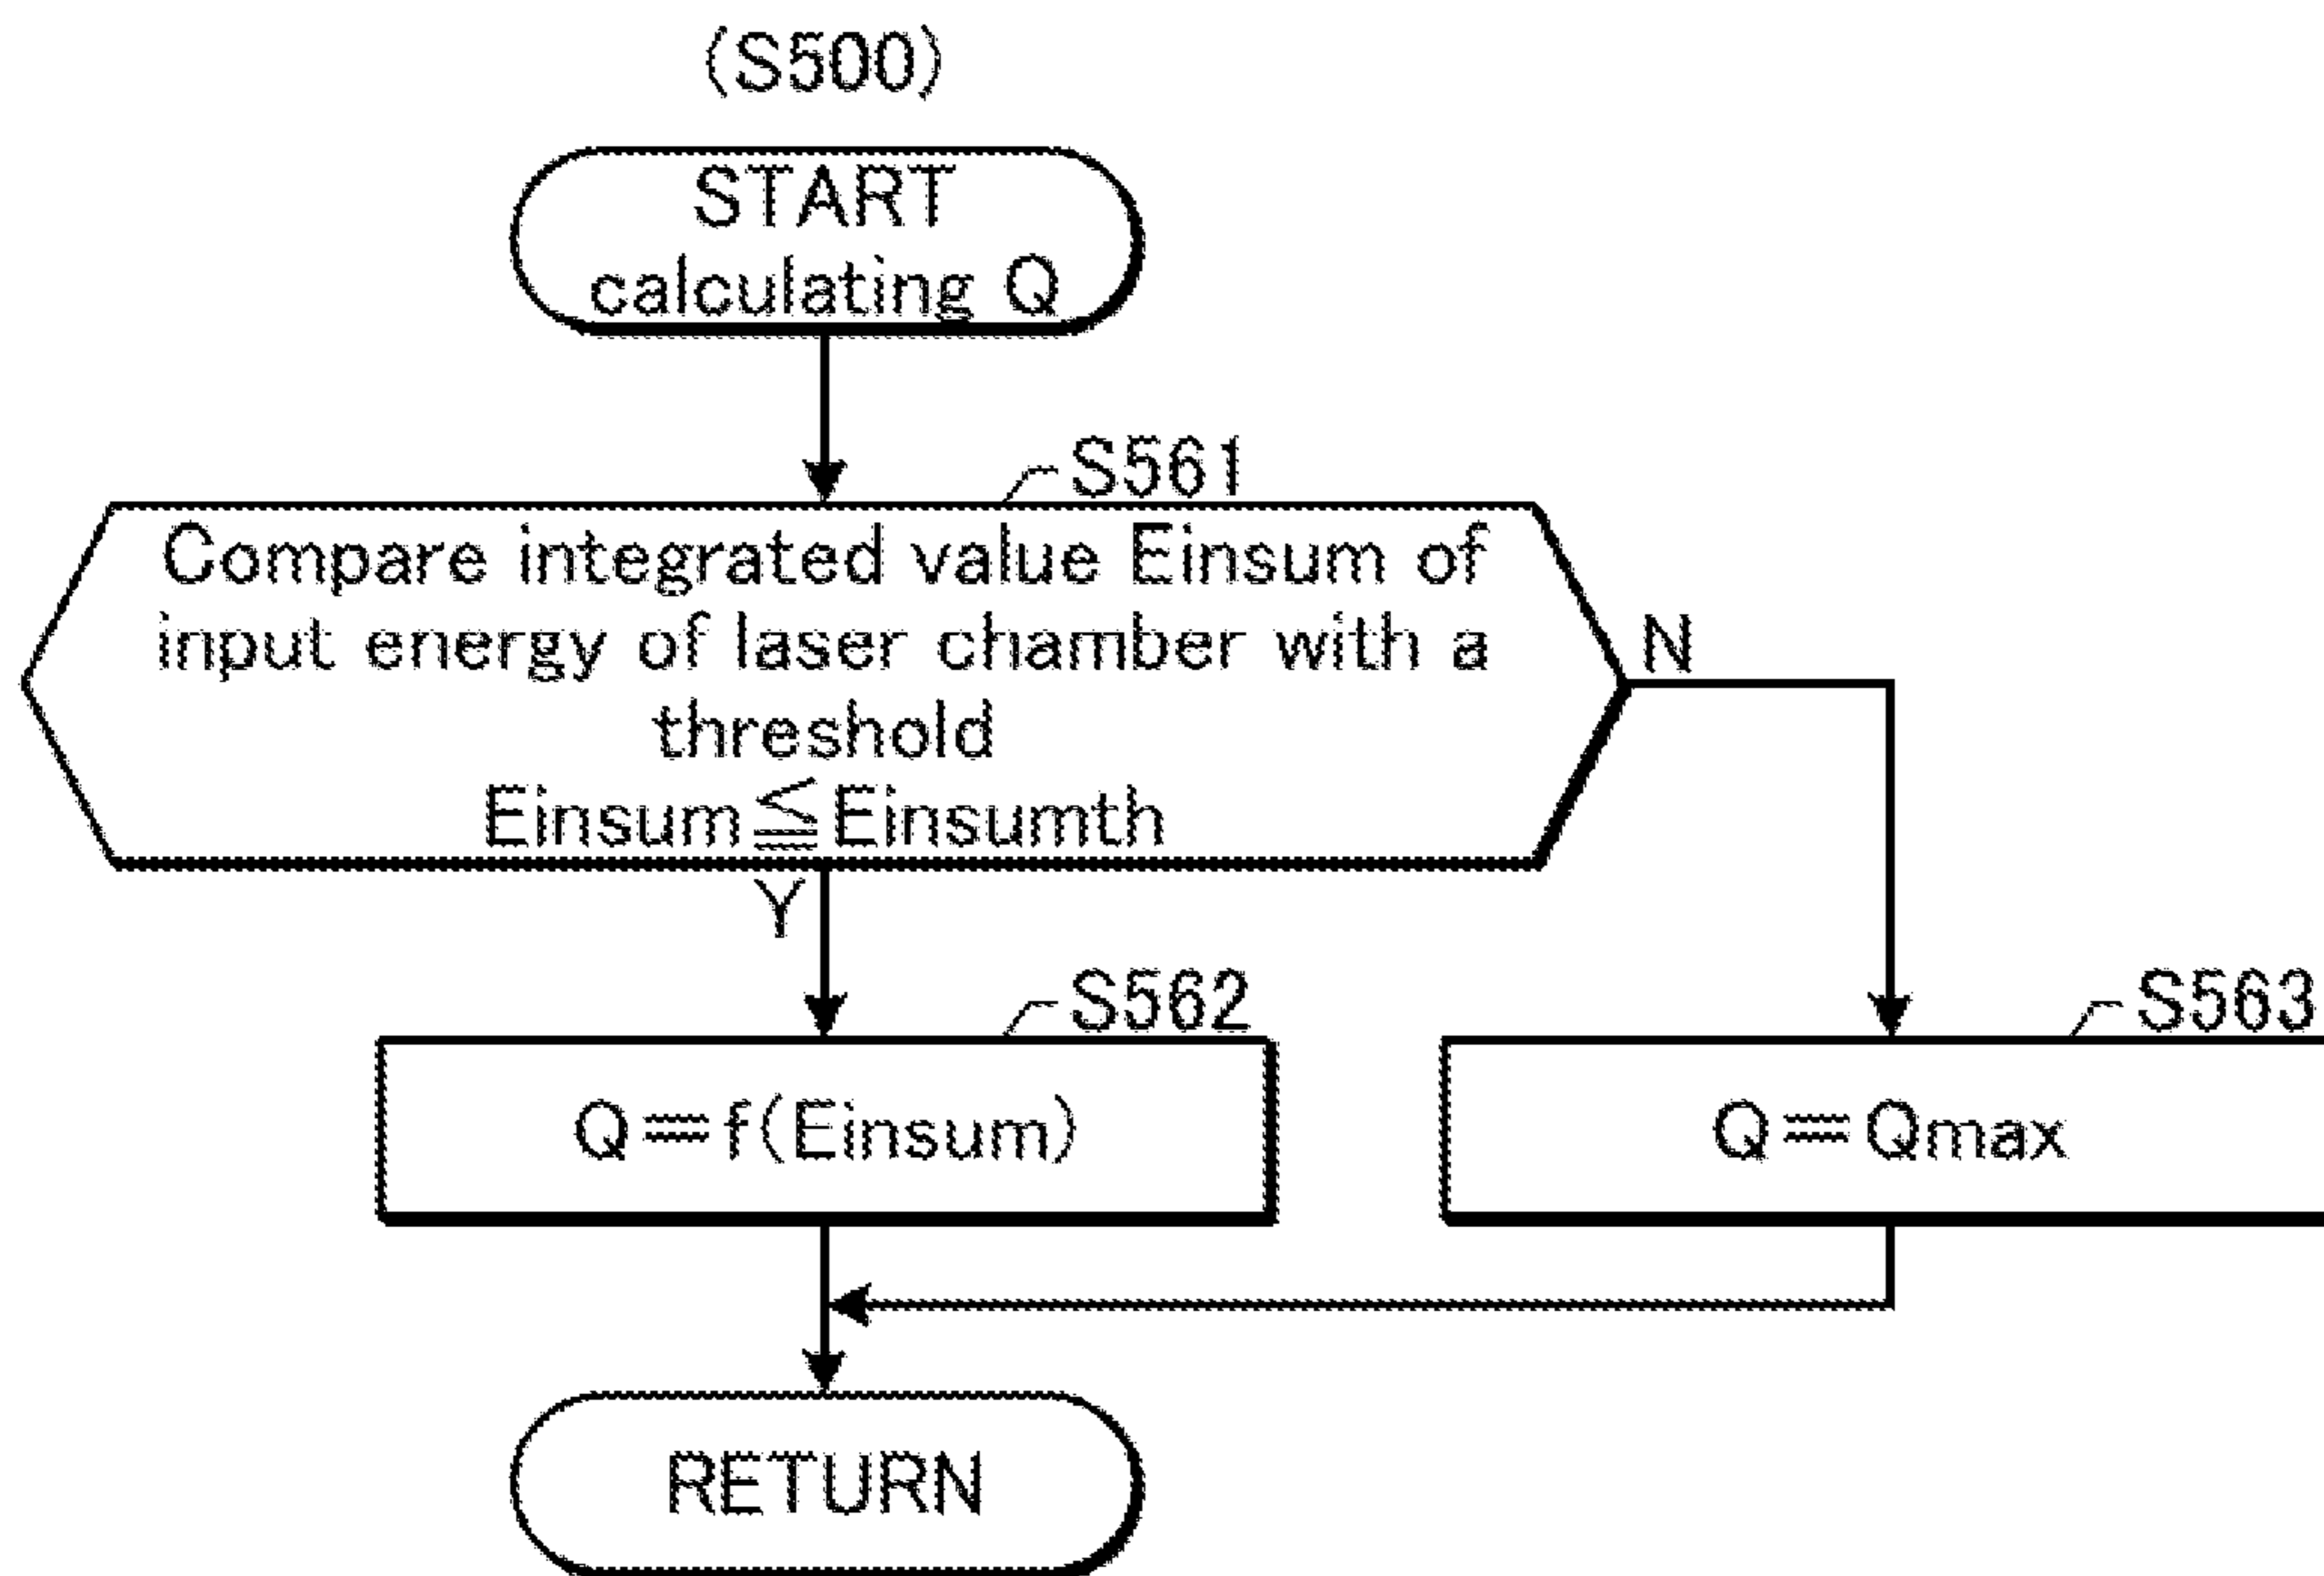 (S500)
START
calculating Q
S561
Compare integrated value Einsum of
input energy of laser chamber with a
threshold
Einsum≦Einsumth
N
Y
S562
S563
Q=f(Einsum)
Q=Qmax
RETURN